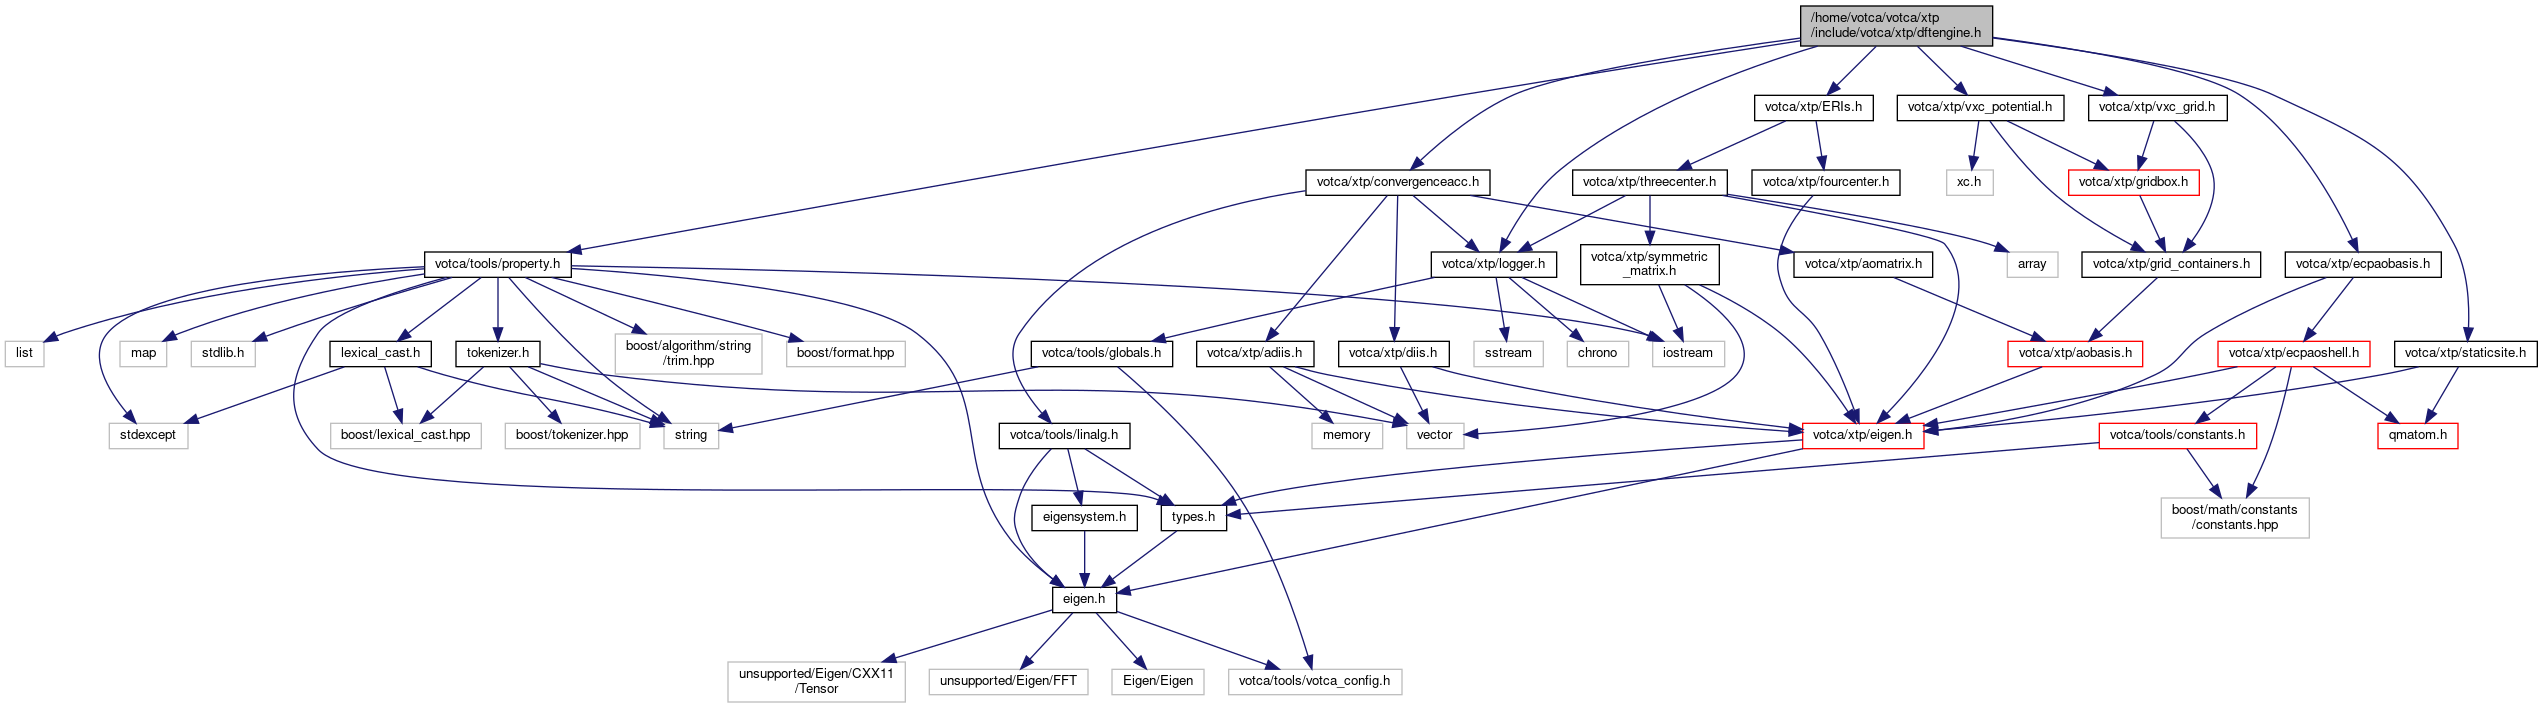 /home/votca/votca/xtp
/include/votca/xtp/dftengine.h
votca/xtp/ERIs.h
votca/xtp/vxc_potential.h
votca/xtp/vxc_grid.h
votca/xtp/convergenceacc.h
votca/xtp/threecenter.h
votca/xtp/fourcenter.h
xc.h
votca/xtp/gridbox.h
votca/tools/property.h
votca/xtp/logger.h
votca/xtp/symmetric
_matrix.h
votca/xtp/aomatrix.h
array
votca/xtp/grid_containers.h
votca/xtp/ecpaobasis.h
list
map
stdlib.h
lexical_cast.h
tokenizer.h
boost/algorithm/string
/trim.hpp
boost/format.hpp
votca/tools/globals.h
votca/xtp/adiis.h
votca/xtp/diis.h
sstream
chrono
iostream
votca/xtp/aobasis.h
votca/xtp/ecpaoshell.h
votca/xtp/staticsite.h
stdexcept
boost/lexical_cast.hpp
boost/tokenizer.hpp
string
votca/tools/linalg.h
memory
vector
votca/xtp/eigen.h
votca/tools/constants.h
qmatom.h
eigensystem.h
types.h
boost/math/constants
/constants.hpp
eigen.h
unsupported/Eigen/CXX11
/Tensor
unsupported/Eigen/FFT
Eigen/Eigen
votca/tools/votca_config.h